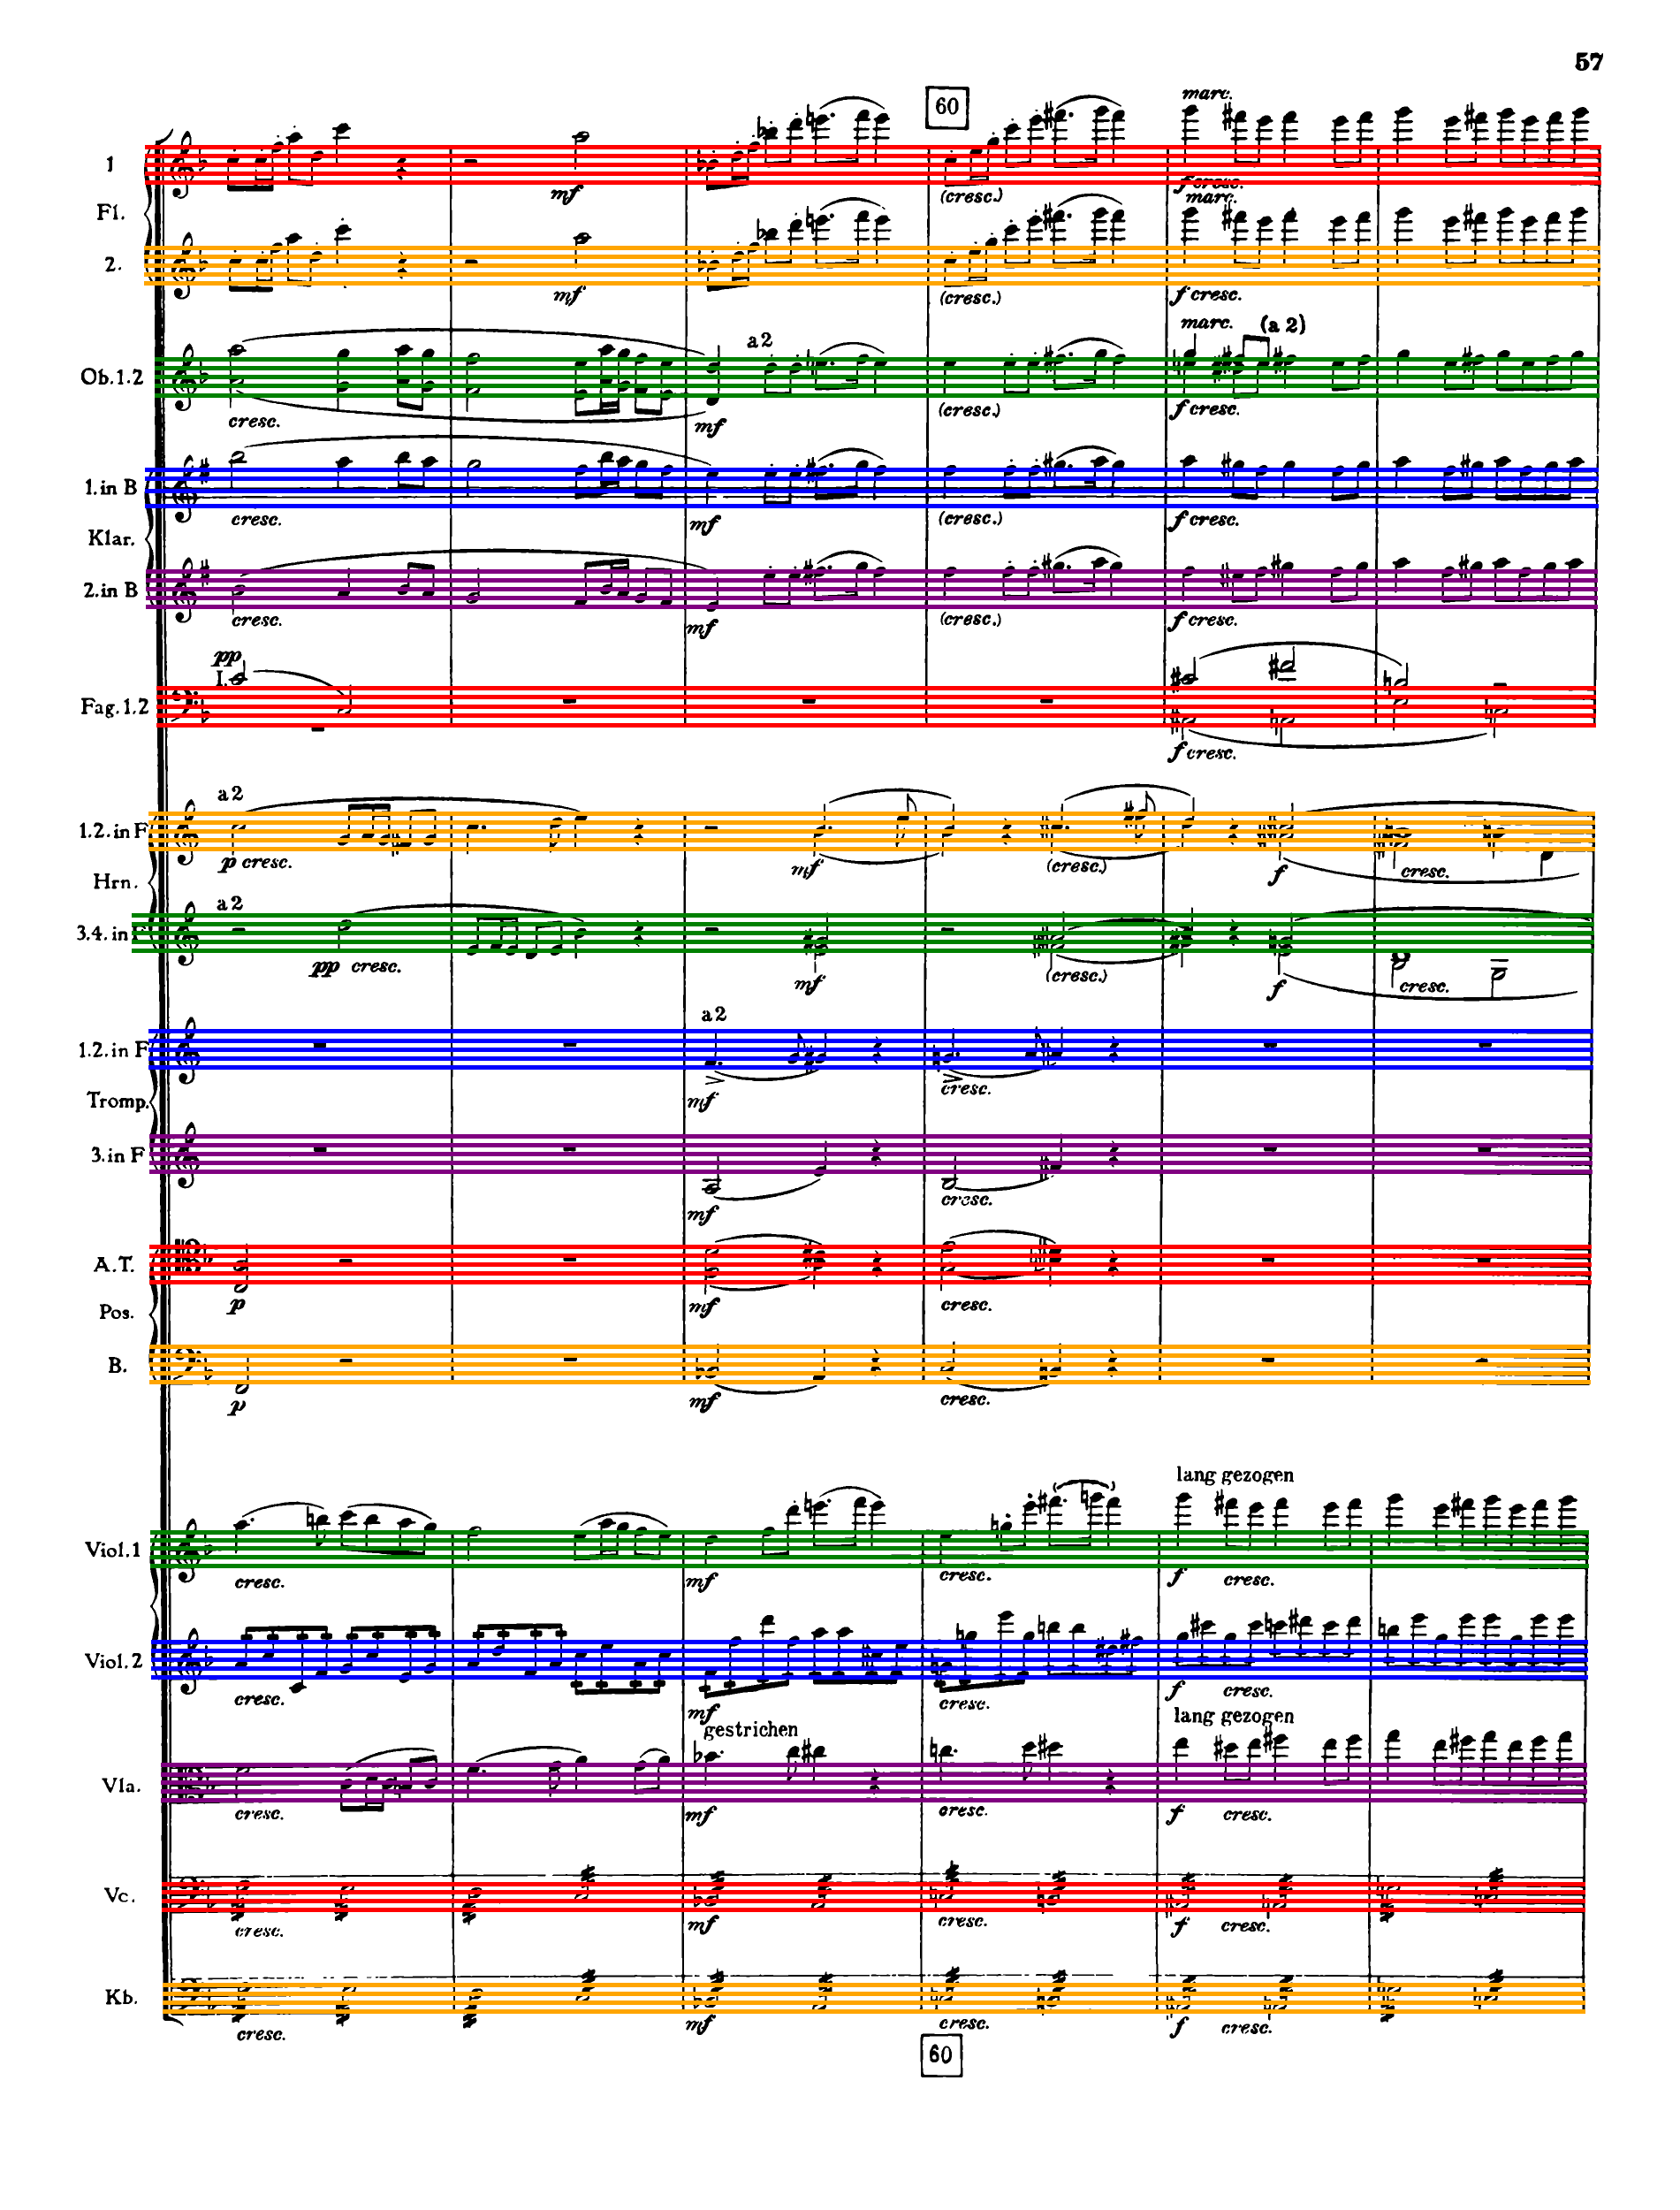 57
60
marc.
1
mf
(cresc.)
f cresc.
Fl.
marc.
2.
mf
(cresc.)
f cresc.
marc. (a 2)
a 2
Ob.1.2
cresc.
mf
(cresc.)
f cresc.
1. in B
cresc.
mf
(cresc.)
f cresc.
Klar.
2. in B
cresc.
mf
(cresc.)
f cresc.
pp
I.
Fag. 1.2
f cresc.
a 2
1.2. in F
p cresc.
mf
(cresc.)
f
cresc.
Hrn.
a 2
3.4. in F
pp cresc.
mf
(cresc.)
f
cresc.
a 2
1.2. in F
mf
cresc.
Tromp.
3. in F
mf
cresc.
A.T.
p
mf
cresc.
Pos.
B.
p
mf
cresc.
lang gezogen
Viol. 1
cresc.
mf
cresc.
f cresc.
Viol. 2
cresc.
mf
cresc.
f cresc.
gestrichen
lang gezogen
Vla.
cresc.
mf
cresc.
f cresc.
Vc.
cresc.
mf
cresc.
f cresc.
Kb.
cresc.
mf
cresc.
f cresc.
60